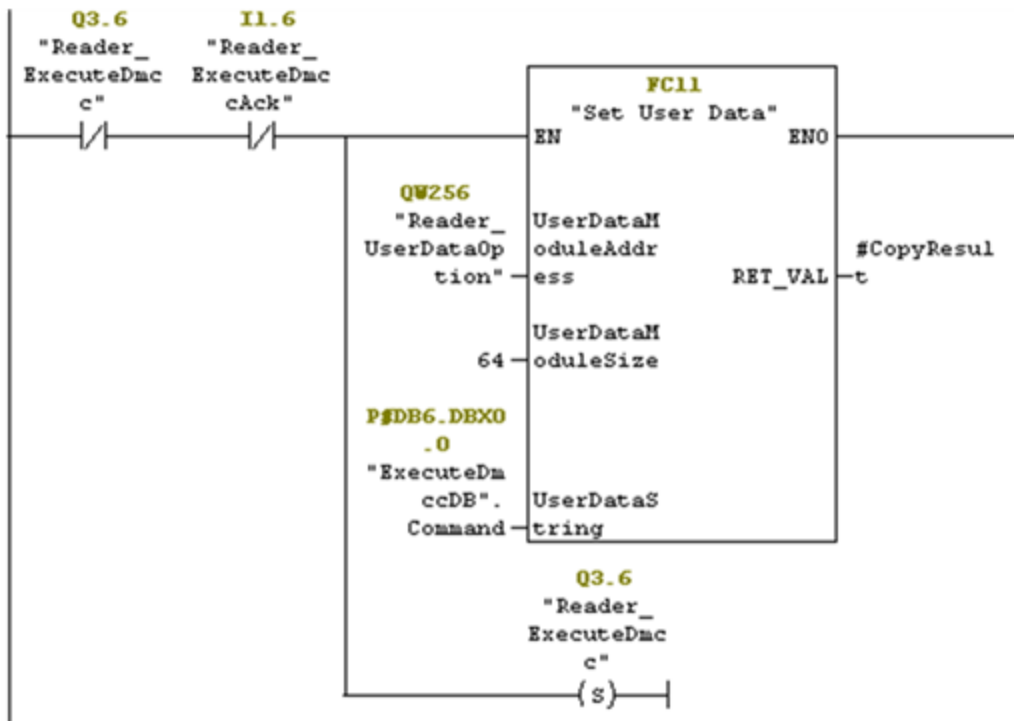 Q3.6
"Reader_
ExecuteDmc
c"
I1.6
"Reader_
ExecuteDmc
cAck"
FC11
"Set User Data"
EN
ENO
QW256
"Reader_
UserDataOp
tion"
UserDataM
oduleAddr
ess
RET_VAL
#CopyResul
t
64
UserDataM
oduleSize
P#DB6.DBX0
.0
"ExecuteDm
ccDB".
Command
UserDataS
tring
Q3.6
"Reader_
ExecuteDmc
c"
S